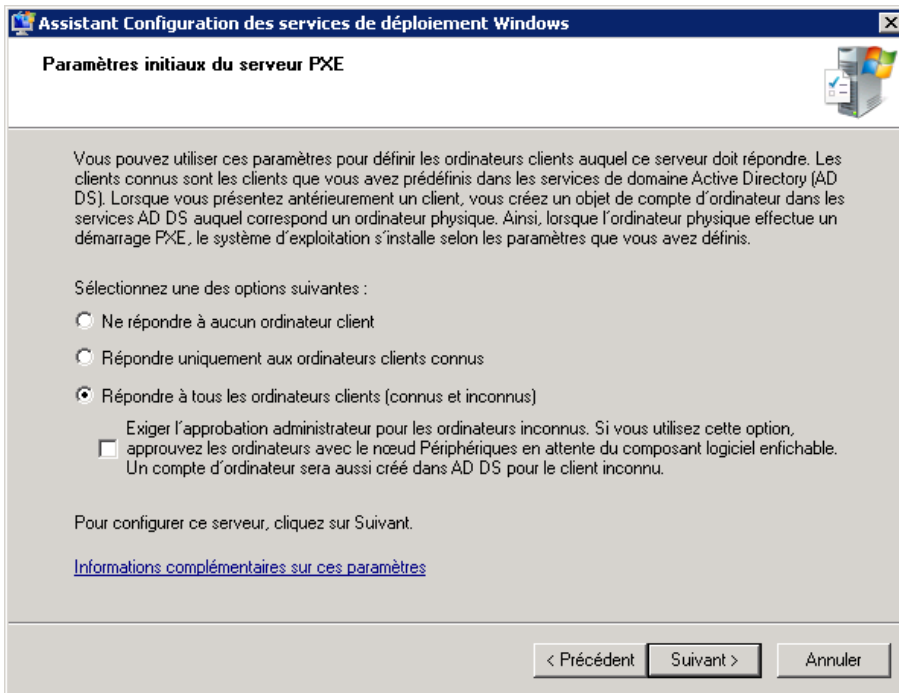 Assistant Configuration des services de déploiement Windows
Paramètres initiaux du serveur PXE
Vous pouvez utiliser ces paramètres pour définir les ordinateurs clients auquel ce serveur doit répondre. Les
clients connus sont les clients que vous avez prédéfinis dans les services de domaine Active Directory (AD
DS). Lorsque vous présentez antérieurement un client, vous créez un objet de compte d'ordinateur dans les
services AD DS auquel correspond un ordinateur physique. Ainsi, lorsque l'ordinateur physique effectue un
démarrage PXE, le système d'exploitation s'installe selon les paramètres que vous avez définis.
Sélectionnez une des options suivantes :
Ne répondre à aucun ordinateur client
Répondre uniquement aux ordinateurs clients connus
Répondre à tous les ordinateurs clients (connus et inconnus)
Exiger l'approbation administrateur pour les ordinateurs inconnus. Si vous utilisez cette option,
approuvez les ordinateurs avec le nœud Périphériques en attente du composant logiciel enfichable.
Un compte d'ordinateur sera aussi créé dans AD DS pour le client inconnu.
Pour configurer ce serveur, cliquez sur Suivant.
Informations complémentaires sur ces paramètres
< Précédent Suivant > Annuler